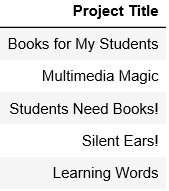 Project Title
Books for My Students
Multimedia Magic
Students Need Books!
Silent Ears!
Learning Words